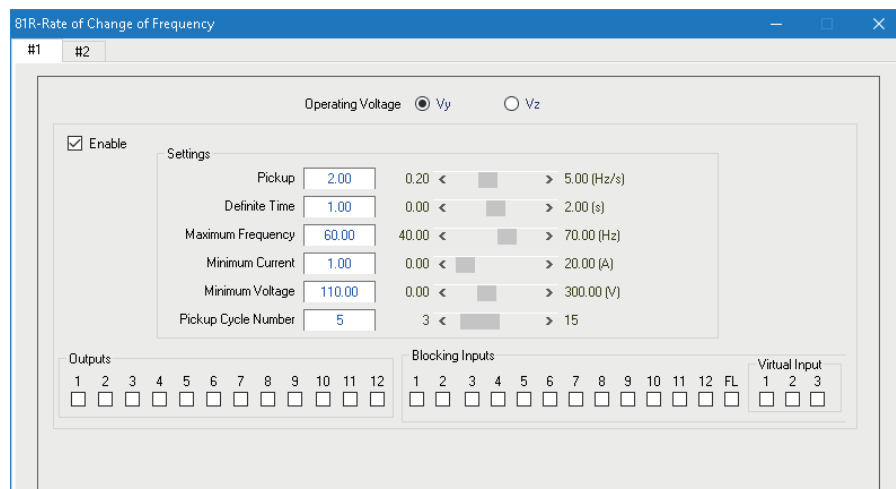 81R-Rate of Change of Frequency
#1 #2
Operating Voltage Vy Vz
Enable
Settings
Pickup 2.00 0.20 < > 5.00 (Hz/s)
Definite Time 1.00 0.00 < > 2.00 (s)
Maximum Frequency 60.00 40.00 < > 70.00 (Hz)
Minimum Current 1.00 0.00 < > 20.00 (A)
Minimum Voltage 110.00 0.00 < > 300.00 (V)
Pickup Cycle Number 5 3 < > 15
Outputs
1 2 3 4 5 6 7 8 9 10 11 12
Blocking Inputs
1 2 3 4 5 6 7 8 9 10 11 12 FL
Virtual Input
1 2 3